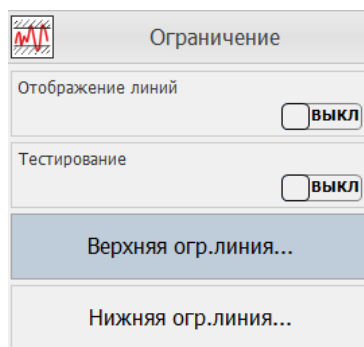 Ограничение
Отображение линий
ВЫКЛ
Тестирование
ВЫКЛ
Верхняя огр.линия...
Нижняя огр.линия...